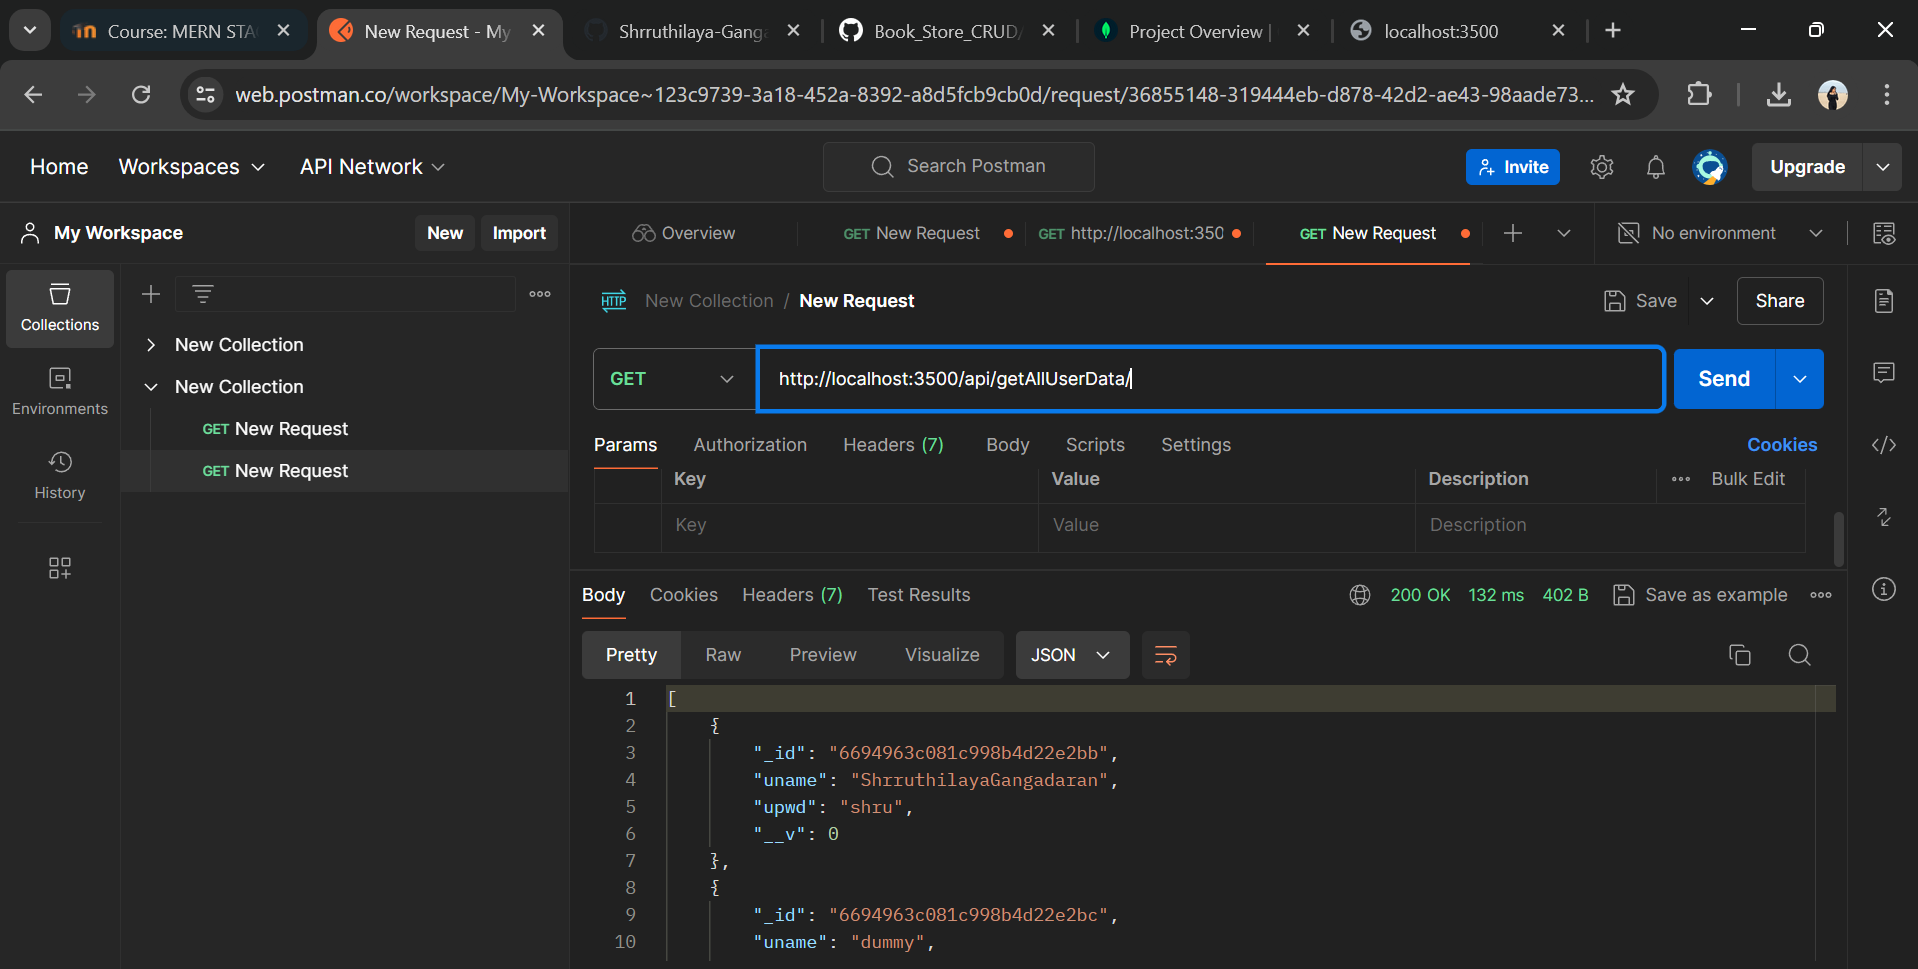 Course: MERN STA
New Request - My
Shrruthilaya-Ganga
Book_Store_CRUD/
Project Overview |
localhost:3500
web.postman.co/workspace/My-Workspace~123c9739-3a18-452a-8392-a8d5fcb9cb0d/request/36855148-319444eb-d878-42d2-ae43-98aade73...
Home Workspaces API Network
Search Postman
Invite
Upgrade
My Workspace
New Import
Overview
GET New Request
GET http://localhost:350
GET New Request
No environment
Collections
Environments
History
New Collection
New Collection
GET New Request
GET New Request
HTTP New Collection / New Request
Save
Share
GET
http://localhost:3500/api/getAllUserData/
Send
Params Authorization Headers (7) Body Scripts Settings
Cookies
Key Value Description Bulk Edit
Key Value Description
Body Cookies Headers (7) Test Results
200 OK 132 ms 402 B Save as example
Pretty Raw Preview Visualize JSON
1 [
2 {
3 "_id": "6694963c081c998b4d22e2bb",
4 "uname": "ShrruthilayaGangadaran",
5 "upwd": "shru",
6 "__v": 0
7 },
8 {
9 "_id": "6694963c081c998b4d22e2bc",
10 "uname": "dummy",